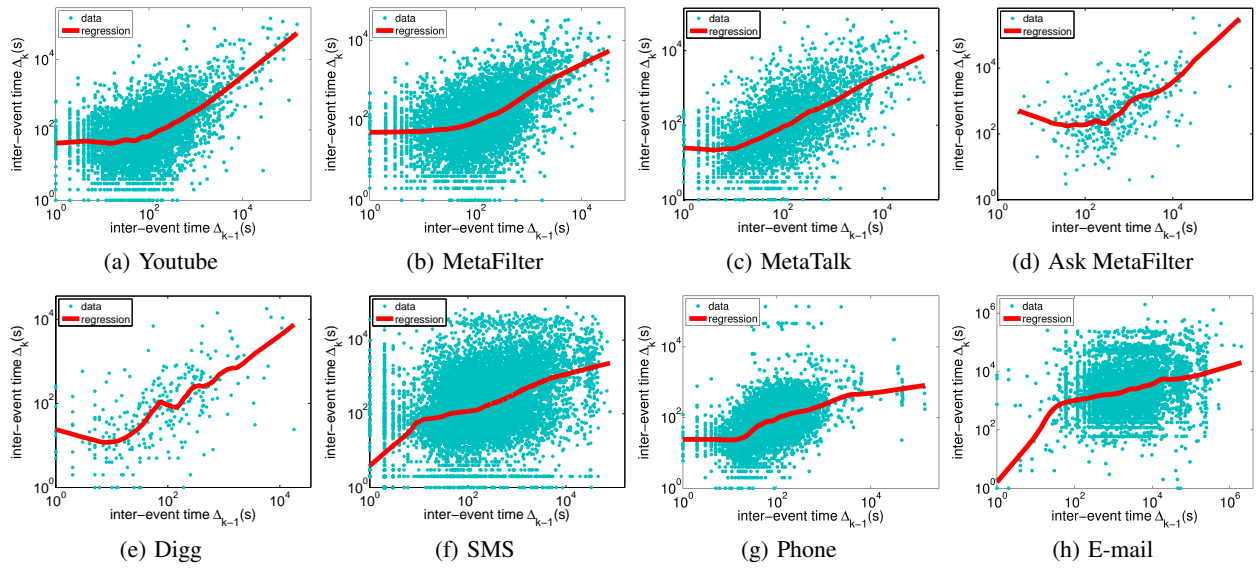 data
regression
inter-event time Δk(s)
10^4
10^2
10^0
10^0
10^2
10^4
inter-event time Δk−1(s)
(a) Youtube
data
regression
inter-event time Δk(s)
10^4
10^2
10^0
10^0
10^2
10^4
inter-event time Δk−1(s)
(b) MetaFilter
data
regression
inter-event time Δk(s)
10^4
10^2
10^0
10^0
10^2
10^4
inter-event time Δk−1(s)
(c) MetaTalk
data
regression
inter-event time Δk(s)
10^4
10^2
10^0
10^0
10^2
10^4
inter-event time Δk−1(s)
(d) Ask MetaFilter
data
regression
inter-event time Δk(s)
10^4
10^2
10^0
10^0
10^2
10^4
inter-event time Δk−1(s)
(e) Digg
data
regression
inter-event time Δk(s)
10^4
10^2
10^0
10^0
10^2
10^4
inter-event time Δk−1(s)
(f) SMS
data
regression
inter-event time Δk(s)
10^4
10^2
10^0
10^0
10^2
10^4
inter-event time Δk−1(s)
(g) Phone
data
regression
inter-event time Δk(s)
10^6
10^4
10^2
10^0
10^0
10^2
10^4
10^6
inter-event time Δk−1(s)
(h) E-mail